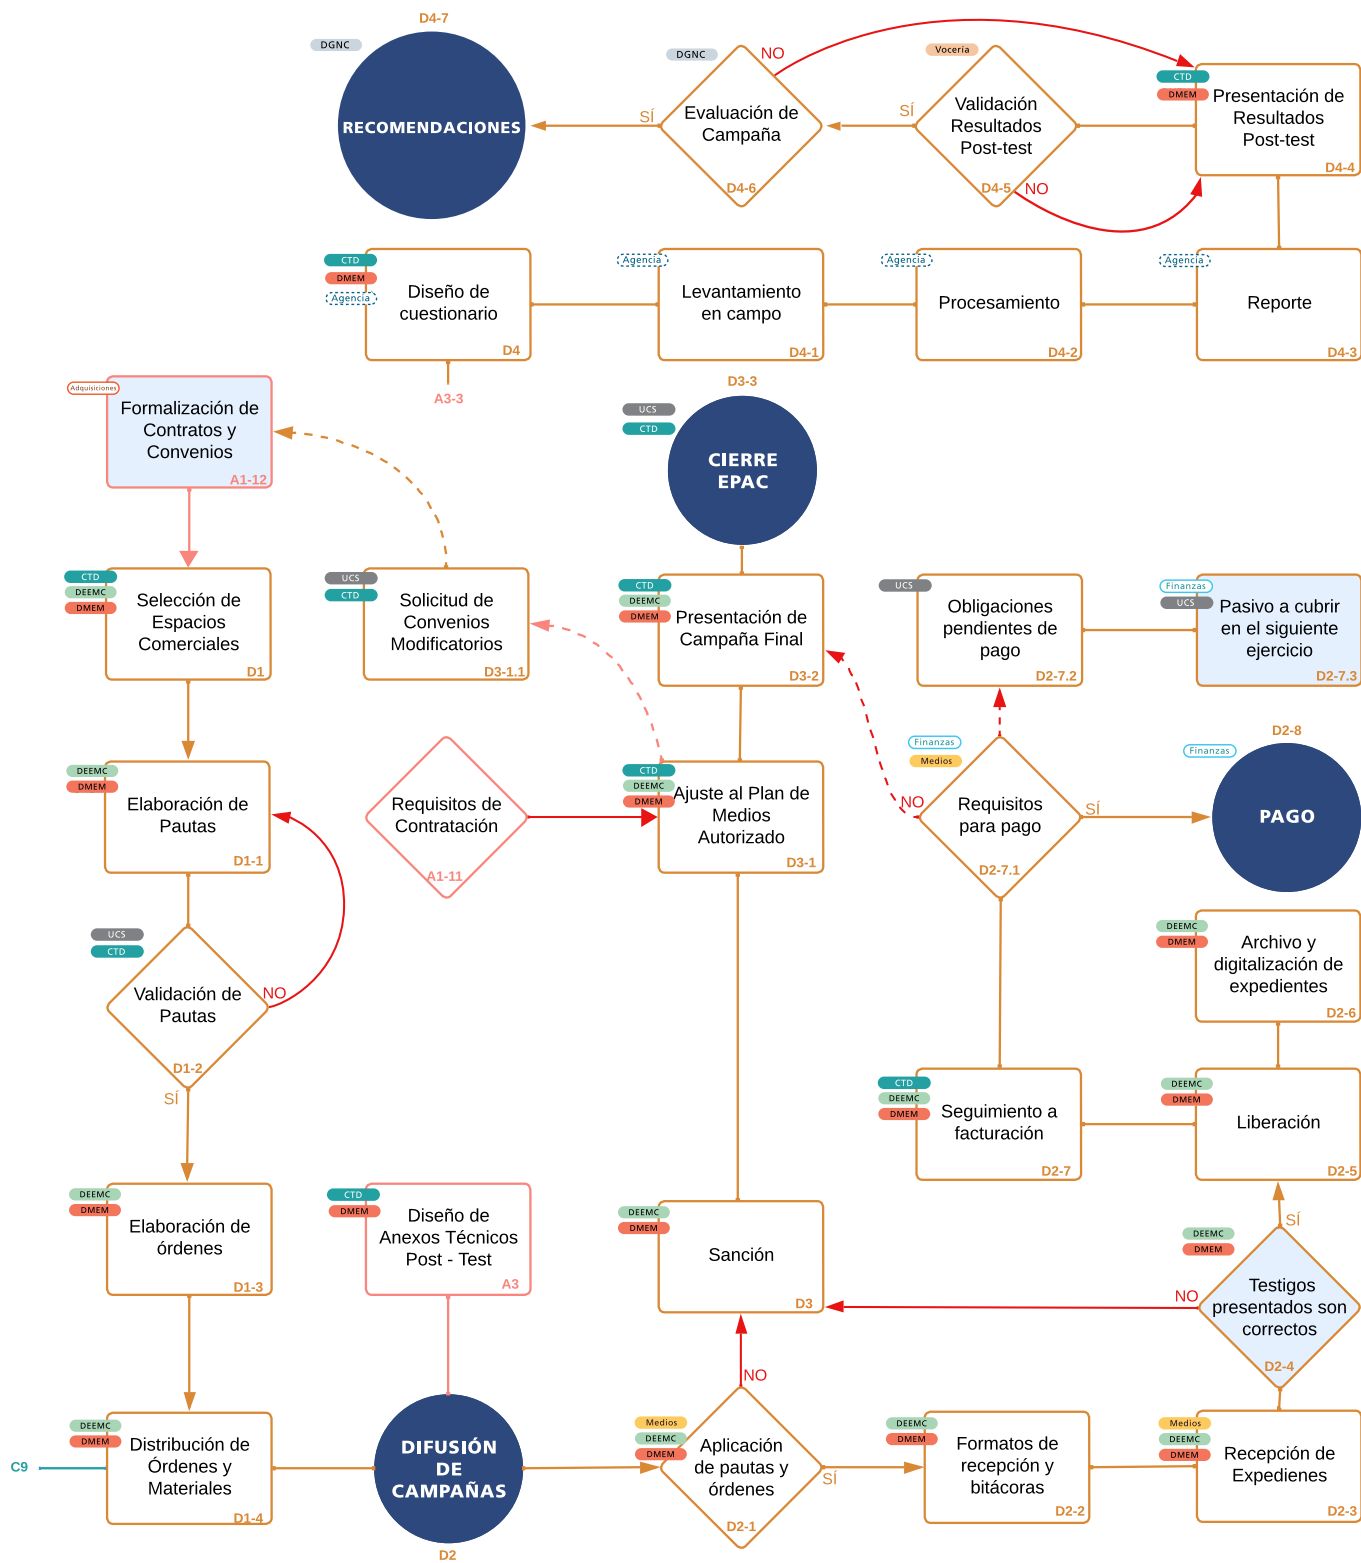 D4-7
DGNC
RECOMENDACIONES
SÍ
DGNC
NO
Evaluación de
Campaña
D4-6
SÍ
Vocería
Validación
Resultados
Post-test
D4-5
NO
CTD
DMEM
Presentación de
Resultados
Post-test
D4-4
CTD
DMEM
Agencia
Diseño de
cuestionario
D4
A3-3
Agencia
Levantamiento
en campo
D4-1
Agencia
Procesamiento
D4-2
Agencia
Reporte
D4-3
Adquisiciones
Formalización de
Contratos y
Convenios
A1-12
D3-3
UCS
CTD
CIERRE
EPAC
CTD
DEEMC
DMEM
Selección de
Espacios
Comerciales
D1
UCS
CTD
Solicitud de
Convenios
Modificatorios
D3-1.1
CTD
DEEMC
DMEM
Presentación de
Campaña Final
D3-2
UCS
Obligaciones
pendientes de
pago
D2-7.2
Finanzas
UCS
Pasivo a cubrir
en el siguiente
ejercicio
D2-7.3
DEEMC
DMEM
Elaboración de
Pautas
D1-1
Requisitos de
Contratación
A1-11
CTD
DEEMC
DMEM
Ajuste al Plan de
Medios
Autorizado
D3-1
Finanzas
Medios
NO
Requisitos
para pago
D2-7.1
SÍ
D2-8
Finanzas
PAGO
UCS
CTD
Validación de
Pautas
D1-2
NO
SÍ
DEEMC
DMEM
Archivo y
digitalización de
expedientes
D2-6
CTD
DEEMC
DMEM
Seguimiento a
facturación
D2-7
DEEMC
DMEM
Liberación
D2-5
DEEMC
DMEM
Elaboración de
órdenes
D1-3
CTD
DMEM
Diseño de
Anexos Técnicos
Post - Test
A3
DEEMC
DMEM
Sanción
D3
SÍ
DEEMC
DMEM
NO
Testigos
presentados son
correctos
D2-4
C9
DEEMC
DMEM
Distribución de
Órdenes y
Materiales
D1-4
DIFUSIÓN
DE
CAMPAÑAS
D2
NO
Medios
DEEMC
DMEM
Aplicación
de pautas y
órdenes
D2-1
SÍ
DEEMC
DMEM
Formatos de
recepción y
bitácoras
D2-2
Medios
DEEMC
DMEM
Recepción de
Expedienes
D2-3